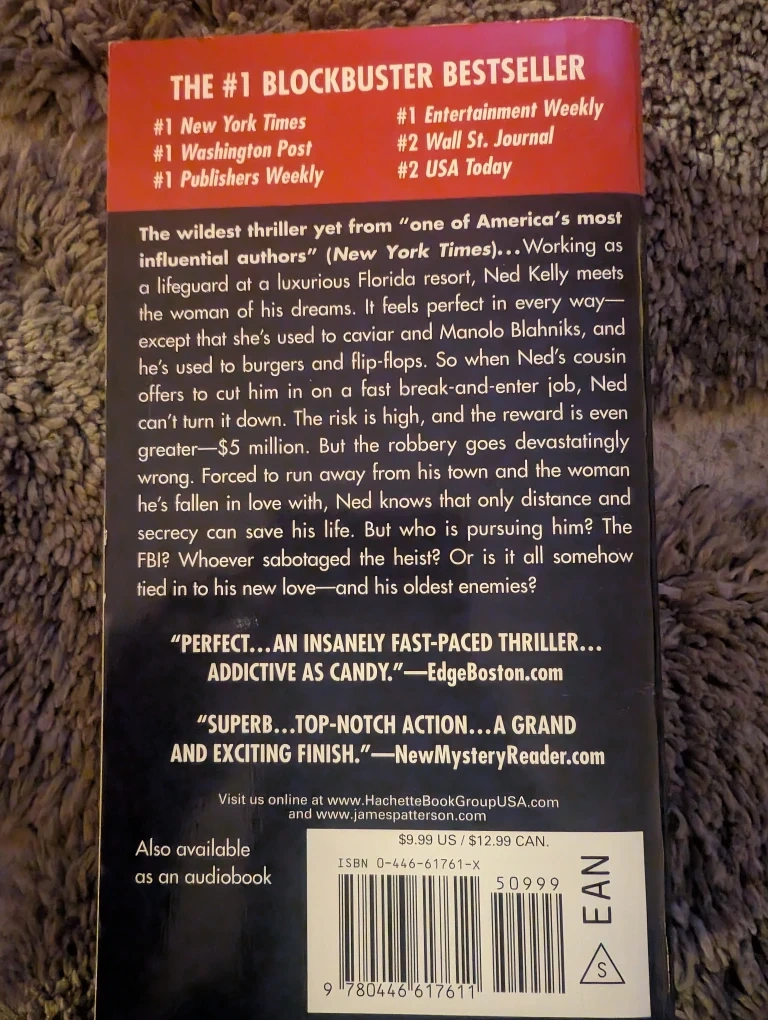 THE #1 BLOCKBUSTER BESTSELLER
#1 New York Times
#1 Washington Post
#1 Publishers Weekly
#1 Entertainment Weekly
#2 Wall St. Journal
#2 USA Today
The wildest thriller yet from “one of America’s most
influential authors” (New York Times)...Working as
a lifeguard at a luxurious Florida resort, Ned Kelly meets
the woman of his dreams. It feels perfect in every way—
except that she’s used to caviar and Manolo Blahniks, and
he’s used to burgers and flip-flops. So when Ned’s cousin
offers to cut him in on a fast break-and-enter job, Ned
can’t turn it down. The risk is high, and the reward is even
greater—$5 million. But the robbery goes devastatingly
wrong. Forced to run away from his town and the woman
he’s fallen in love with, Ned knows that only distance and
secrecy can save his life. But who is pursuing him? The
FBI? Whoever sabotaged the heist? Or is it all somehow
tied in to his new love—and his oldest enemies?
“PERFECT...AN INSANELY FAST-PACED THRILLER...
ADDICTIVE AS CANDY.”—EdgeBoston.com
“SUPERB...TOP-NOTCH ACTION...A GRAND
AND EXCITING FINISH.”—NewMysteryReader.com
Visit us online at www.HachetteBookGroupUSA.com
and www.jamespatterson.com
Also available
as an audiobook
$9.99 US / $12.99 CAN.
ISBN 0-446-61761-X
50999
EAN
S
9 780446 617611